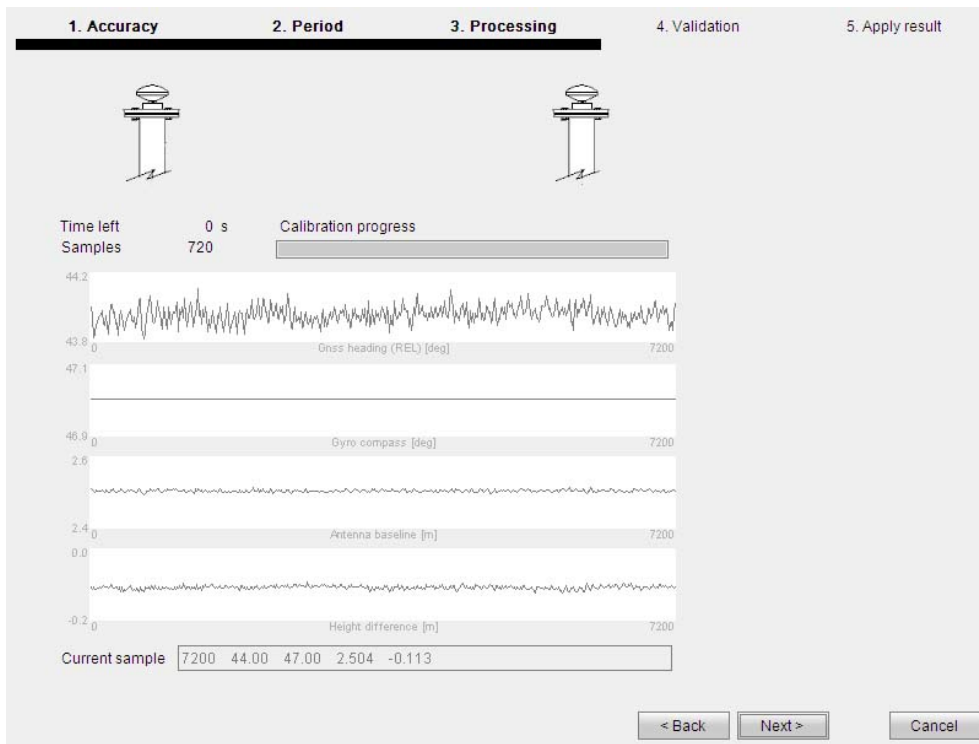 1. Accuracy 2. Period 3. Processing 4. Validation 5. Apply result
Time left 0 s Calibration progress
Samples 720
44.2
43.8 0 Gnss heading (REL) [deg] 7200
47.1
46.9 0 Gyro compass [deg] 7200
2.6
2.4 0 Antenna baseline [m] 7200
0.0
-0.2 0 Height difference [m] 7200
Current sample 7200 44.00 47.00 2.504 -0.113
< Back Next > Cancel